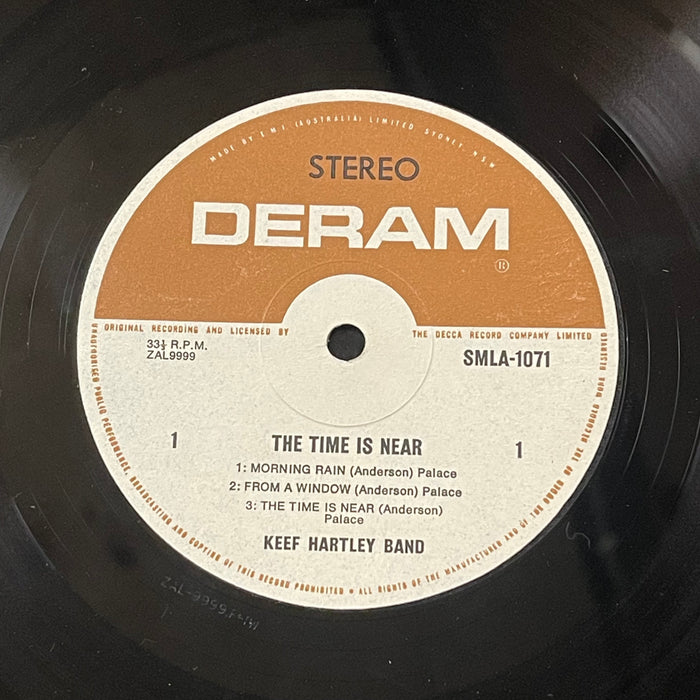 MADE BY E.M.I. (AUSTRALIA) LIMITED SYDNEY, N.S.W
STEREO
DERAM
®
ORIGINAL RECORDING AND LICENSED BY THE DECCA RECORD COMPANY LIMITED
33⅓ R.P.M.
ZAL9999
SMLA-1071
1
THE TIME IS NEAR
1
1: MORNING RAIN (Anderson) Palace
2: FROM A WINDOW (Anderson) Palace
3: THE TIME IS NEAR (Anderson)
Palace
KEEF HARTLEY BAND
UNAUTHORISED PUBLIC PERFORMANCE, BROADCASTING AND COPYING OF THIS RECORD PROHIBITED • ALL RIGHTS OF THE MANUFACTURER AND OF THE OWNER OF THE RECORDED WORK RESERVED